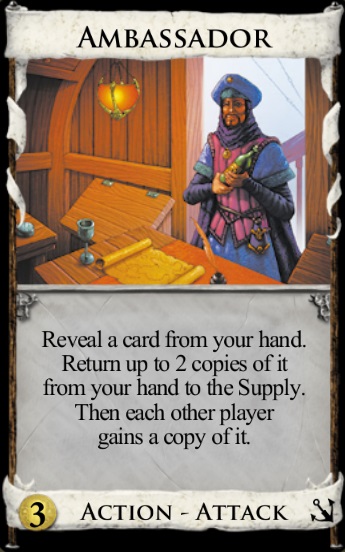 AMBASSADOR
Reveal a card from your hand.
Return up to 2 copies of it
from your hand to the Supply.
Then each other player
gains a copy of it.
3 ACTION - ATTACK